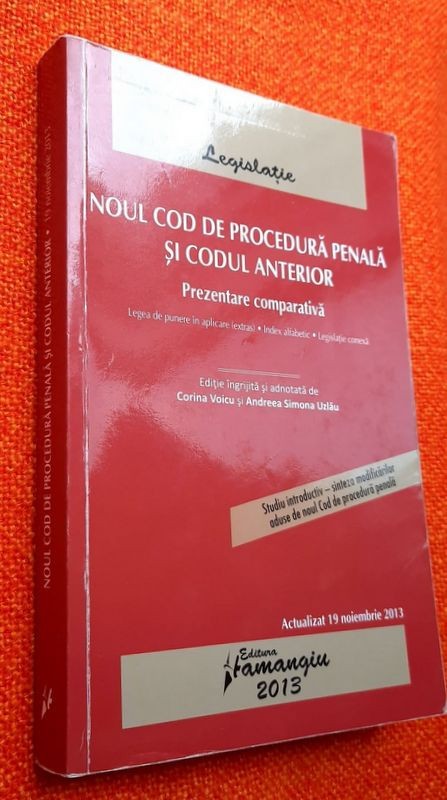 Legislație
NOUL COD DE PROCEDURĂ PENALĂ
ȘI CODUL ANTERIOR
Prezentare comparativă
Legea de punere în aplicare (extras) • Index alfabetic • Legislație conexă
Ediție îngrijită și adnotată de
Corina Voicu și Andreea Simona Uzlău
Studiu introductiv – sinteza modificărilor
aduse de noul Cod de procedură penală
Actualizat 19 noiembrie 2013
Editura
Hamangiu
2013
NOUL COD DE PROCEDURĂ PENALĂ ȘI CODUL ANTERIOR • 19 noiembrie 2013